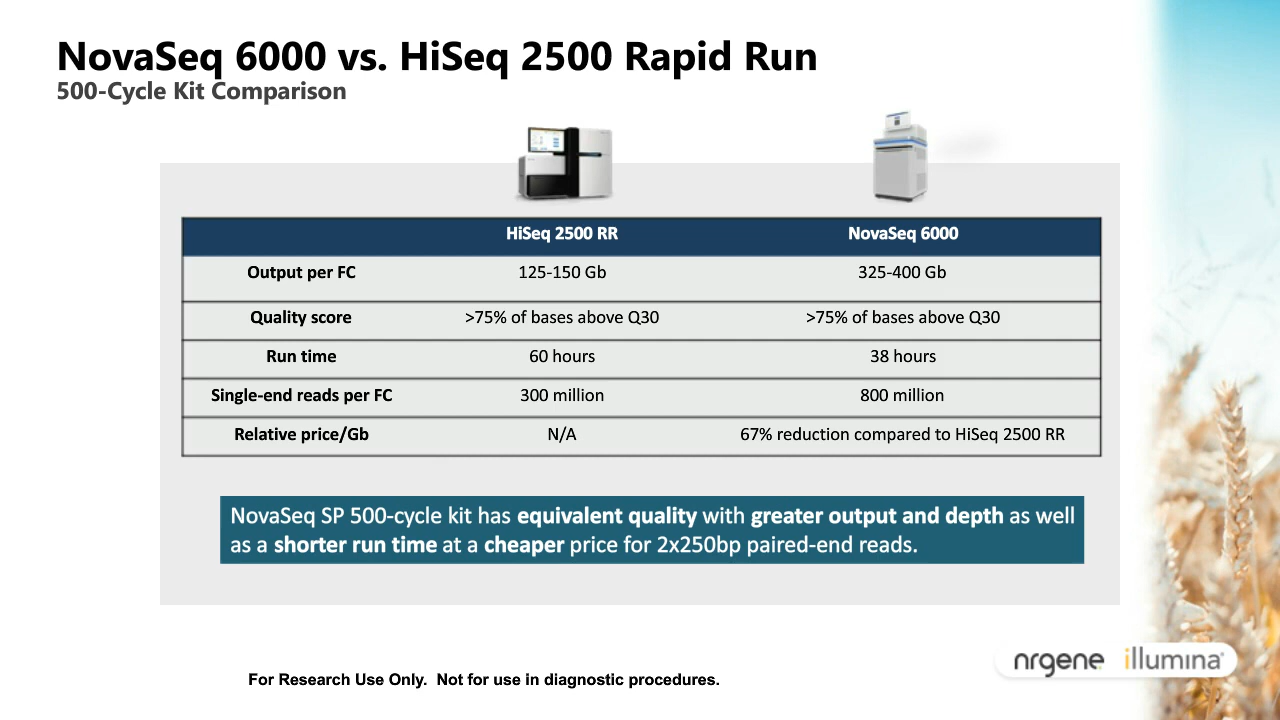 NovaSeq 6000 vs. HiSeq 2500 Rapid Run
500-Cycle Kit Comparison
HiSeq 2500 RR NovaSeq 6000
Output per FC 125-150 Gb 325-400 Gb
Quality score >75% of bases above Q30 >75% of bases above Q30
Run time 60 hours 38 hours
Single-end reads per FC 300 million 800 million
Relative price/Gb N/A 67% reduction compared to HiSeq 2500 RR
NovaSeq SP 500-cycle kit has equivalent quality with greater output and depth as well
as a shorter run time at a cheaper price for 2x250bp paired-end reads.
nrgene illumina®
For Research Use Only. Not for use in diagnostic procedures.